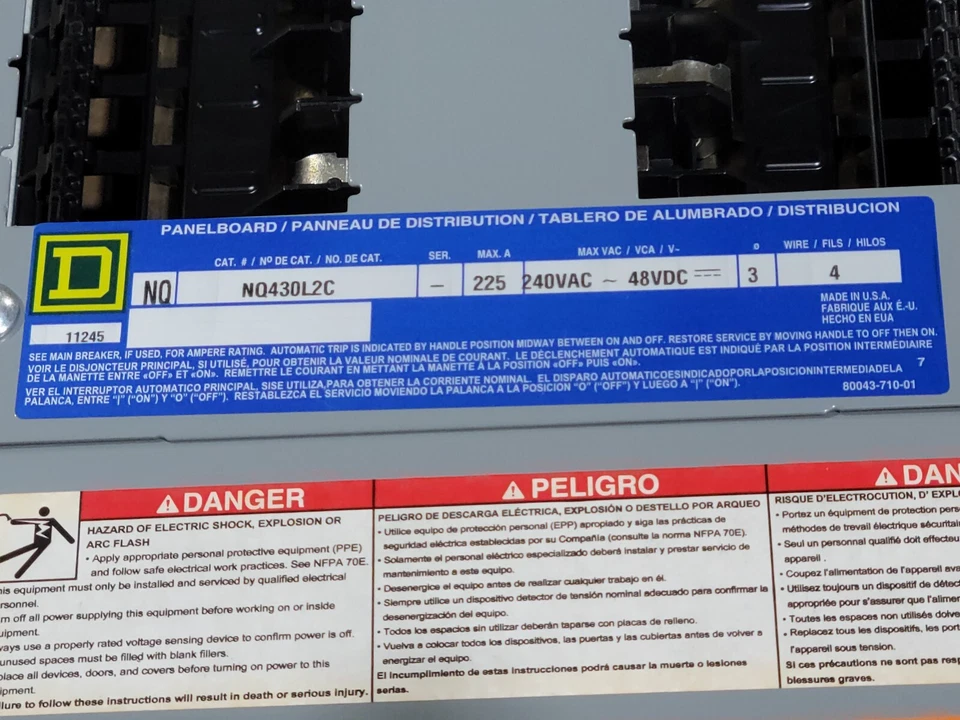 PANELBOARD / PANNEAU DE DISTRIBUTION / TABLERO DE ALUMBRADO / DISTRIBUCION
CAT. # / Nº DE CAT. / NO. DE CAT. SER. MAX. A MAX VAC / VCA / V~ ø WIRE / FILS / HILOS
D
NQ NQ430L2C – 225 240VAC ~ 48VDC 3 4
11245
MADE IN U.S.A.
FABRIQUE AUX É.-U.
HECHO EN EUA
SEE MAIN BREAKER, IF USED, FOR AMPERE RATING. AUTOMATIC TRIP IS INDICATED BY HANDLE POSITION MIDWAY BETWEEN ON AND OFF. RESTORE SERVICE BY MOVING HANDLE TO OFF THEN ON.
VOIR LE DISJONCTEUR PRINCIPAL, SI UTILISÉ, POUR OBTENIR LA VALEUR NOMINALE DE COURANT. LE DÉCLENCHEMENT AUTOMATIQUE EST INDIQUÉ PAR LA POSITION INTERMÉDIAIRE
DE LA MANETTE ENTRE «OFF» ET «ON». REMETTRE LE COURANT EN METTANT LA MANETTE À LA POSITION «OFF» PUIS «ON». 7
VER EL INTERRUPTOR AUTOMATICO PRINCIPAL, SISE UTILIZA,PARA OBTENER LA CORRIENTE NOMINAL. EL DISPARO AUTOMATICOESINDICADOPORLAPOSICIONINTERMEDIADELA
PALANCA, ENTRE "|" ("ON") Y "O" ("OFF"). RESTABLEZCA EL SERVICIO MOVIENDO LA PALANCA A LA POSICION "O" ("OFF") Y LUEGO A "|" ("ON"). 80043-710-01
DANGER
HAZARD OF ELECTRIC SHOCK, EXPLOSION OR
ARC FLASH
• Apply appropriate personal protective equipment (PPE)
and follow safe electrical work practices. See NFPA 70E.
his equipment must only be installed and serviced by qualified electrical
rsonnel.
rn off all power supplying this equipment before working on or inside
uipment.
ways use a properly rated voltage sensing device to confirm power is off.
unused spaces must be filled with blank fillers.
place all devices, doors, and covers before turning on power to this
ipment.
ilure to follow these instructions will result in death or serious injury.
PELIGRO
PELIGRO DE DESCARGA ELÉCTRICA, EXPLOSIÓN O DESTELLO POR ARQUEO
• Utilice equipo de protección personal (EPP) apropiado y siga las prácticas de
seguridad eléctrica establecidas por su Compañía (consulte la norma NFPA 70E).
• Solamente el personal eléctrico especializado deberá instalar y prestar servicio de
mantenimiento a este equipo.
• Desenergice el equipo antes de realizar cualquier trabajo en él.
• Siempre utilice un dispositivo detector de tensión nominal adecuado para confirmar la
desenergización del equipo.
• Todos los espacios sin utilizar deberán taparse con placas de relleno.
• Vuelva a colocar todos los dispositivos, las puertas y las cubiertas antes de volver a
energizar el equipo.
El incumplimiento de estas instrucciones podrá causar la muerte o lesiones
serias.
DAN
RISQUE D'ELECTROCUTION, D' EXPL
• Portez un équipement de protection pers
méthodes de travail électrique sécuritai
• Seul un personnel qualifié doit effectue
appareil .
• Coupez l'alimentation de l'appareil ava
• Utilisez toujours un dispositif de détec
appropriée pour s'assurer que l'alimen
• Toutes les espaces non utilisés doive
• Replacez tous les dispositifs, les port
l'appareil sous tension.
Si ces précautions ne sont pas resp
blessures graves.